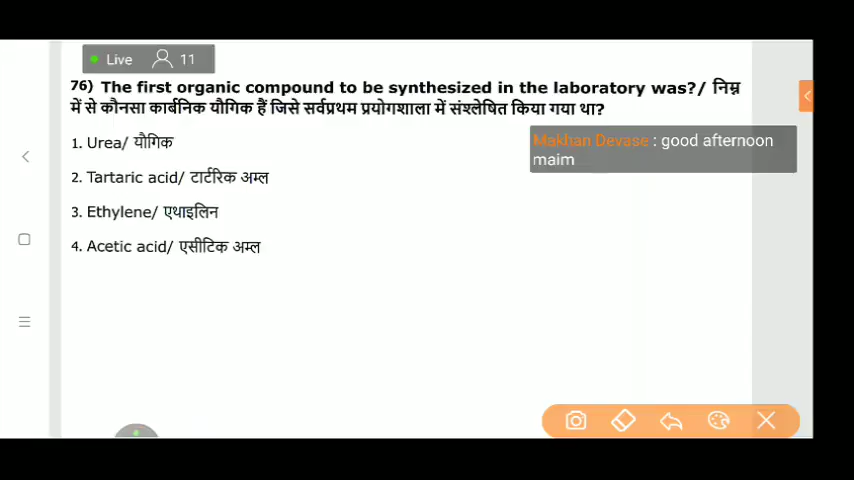 Live 11
76) The first organic compound to be synthesized in the laboratory was?/ निम्न
में से कौनसा कार्बनिक यौगिक हैं जिसे सर्वप्रथम प्रयोगशाला में संश्लेषित किया गया था?
1. Urea/ यौगिक
Makhan Devase : good afternoon
maim
2. Tartaric acid/ टार्टरिक अम्ल
3. Ethylene/ एथाइलिन
4. Acetic acid/ एसीटिक अम्ल